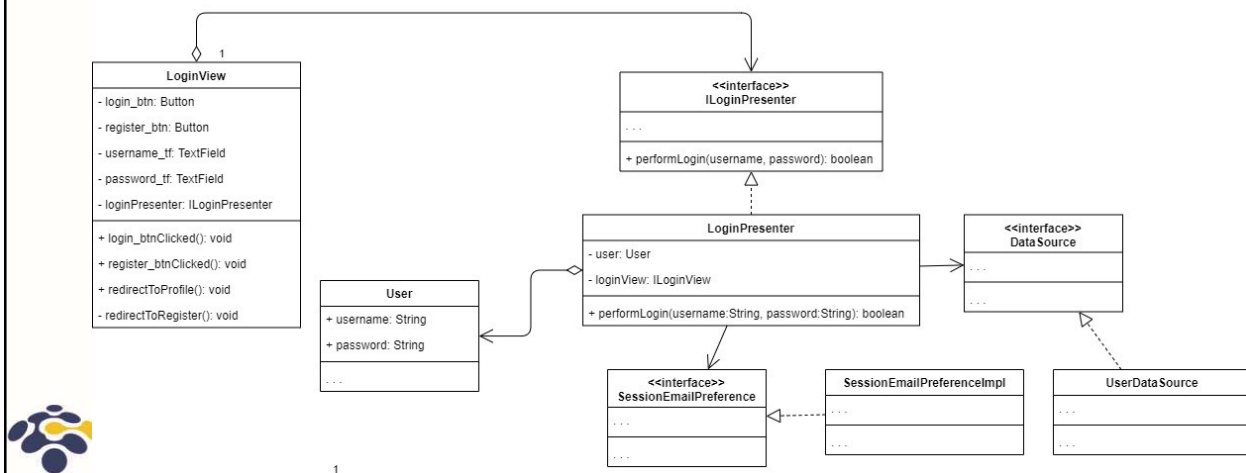 1
LoginView
- login_btn: Button
- register_btn: Button
- username_tf: TextField
- password_tf: TextField
- loginPresenter: ILoginPresenter
+ login_btnClicked(): void
+ register_btnClicked(): void
+ redirectToProfile(): void
- redirectToRegister(): void
<<interface>>
ILoginPresenter
. . .
+ performLogin(username, password): boolean
LoginPresenter
- user: User
- loginView: ILoginView
+ performLogin(username:String, password:String): boolean
<<interface>>
DataSource
. . .
. . .
User
+ username: String
+ password: String
. . .
<<interface>>
SessionEmailPreference
. . .
. . .
SessionEmailPreferenceImpl
. . .
. . .
UserDataSource
. . .
. . .
1